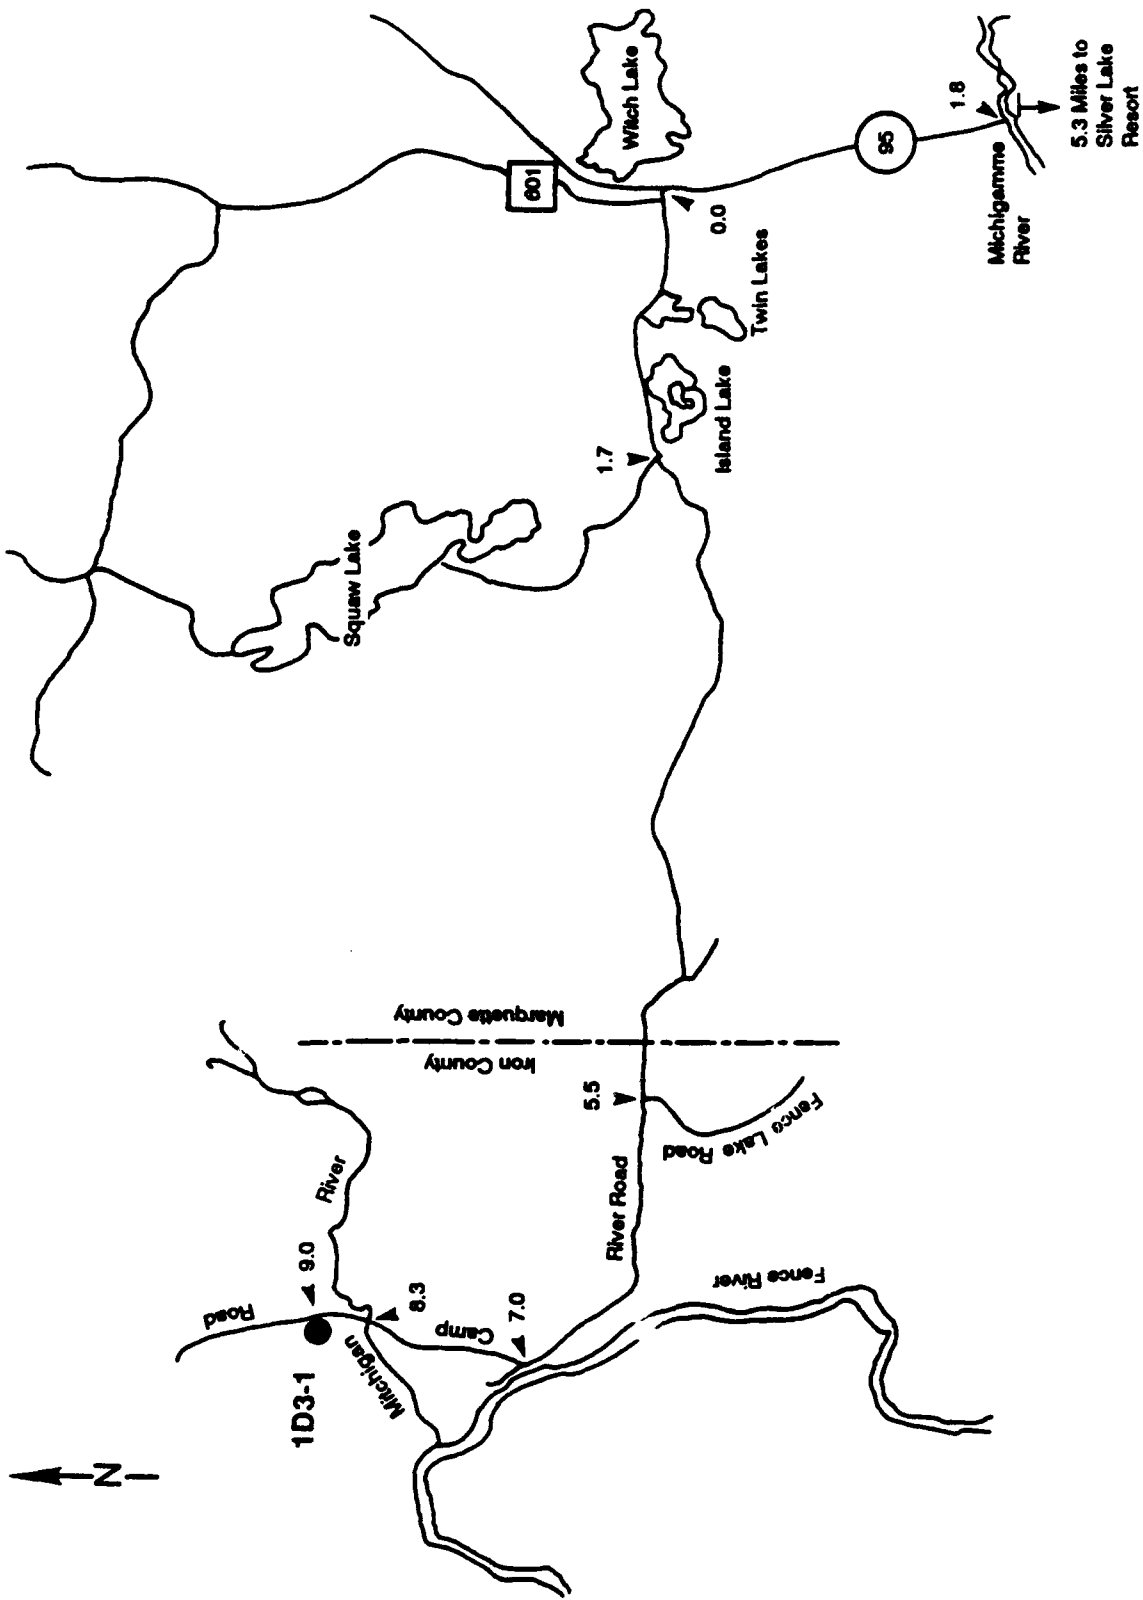 N
1D3-1
Road
9.0
River
Mitchigan
8.3
Camp
7.0
Fence River
River Road
5.5
Fence Lake Road
Iron County
Marquette County
Squaw Lake
1.7
Island Lake
Twin Lakes
0.0
601
Witch Lake
95
1.8
Michigamme
River
5.3 Miles to
Silver Lake
Resort